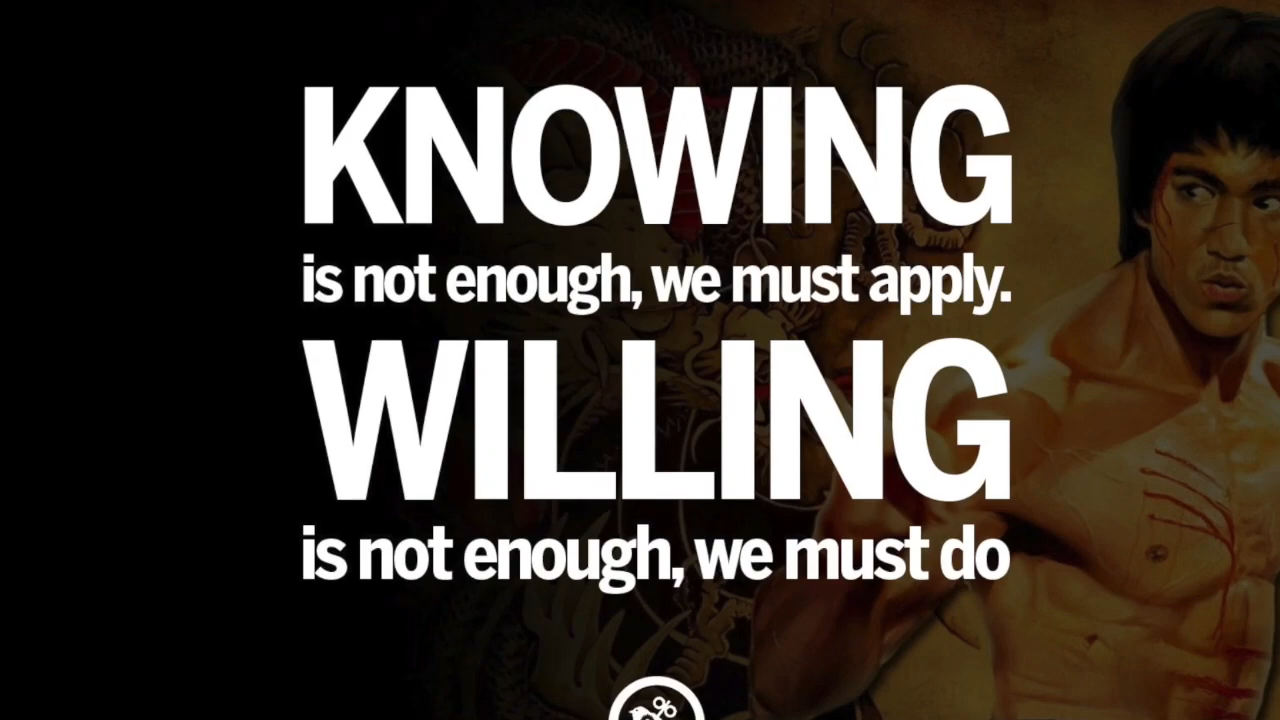 KNOWING
is not enough, we must apply.
WILLING
is not enough, we must do